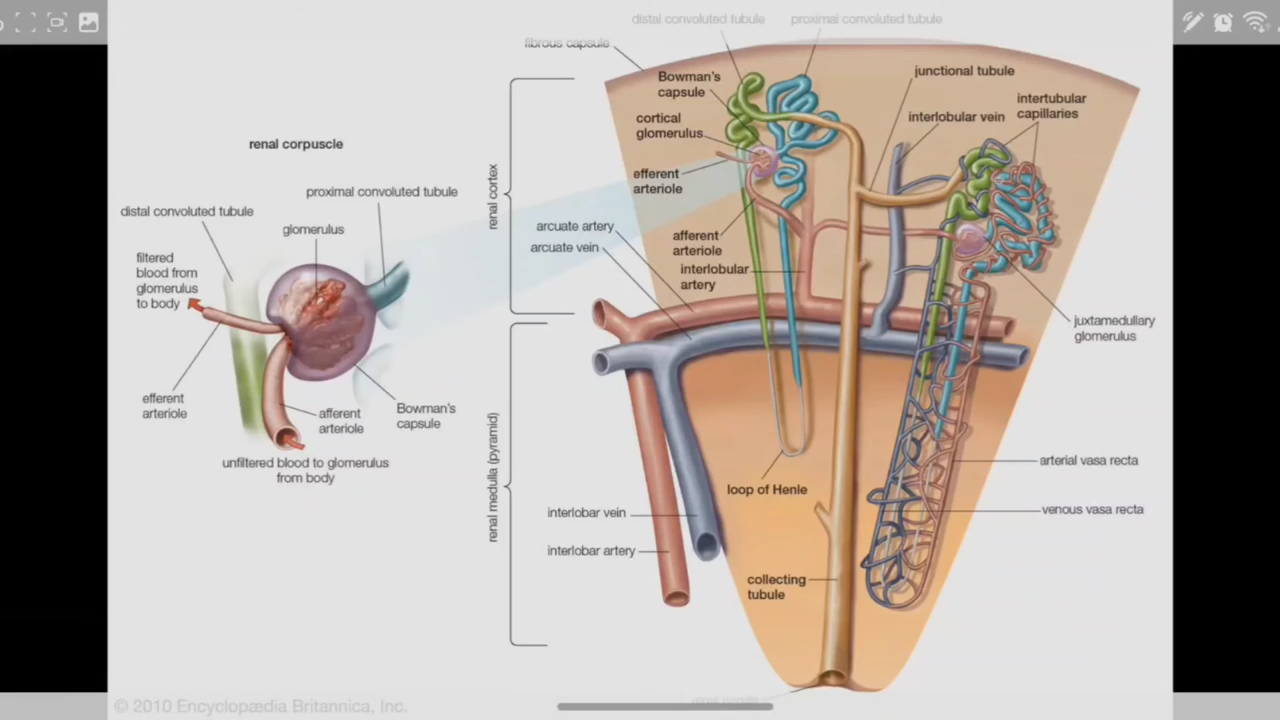 distal convoluted tubule
proximal convoluted tubule
fibrous capsule
Bowman's
capsule
junctional tubule
intertubular
capillaries
cortical
glomerulus
interlobular vein
efferent
arteriole
renal cortex
arcuate artery
arcuate vein
afferent
arteriole
interlobular
artery
juxtamedullary
glomerulus
renal corpuscle
proximal convoluted tubule
distal convoluted tubule
glomerulus
filtered
blood from
glomerulus
to body
efferent
arteriole
afferent
arteriole
Bowman's
capsule
unfiltered blood to glomerulus
from body
renal medulla (pyramid)
loop of Henle
arterial vasa recta
venous vasa recta
interlobar vein
interlobar artery
collecting
tubule
© 2010 Encyclopædia Britannica, Inc.